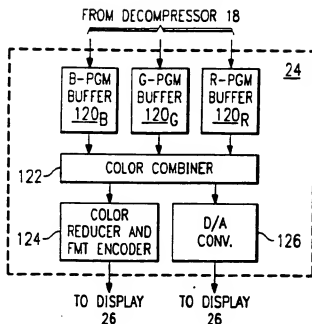 FROM DECOMPRESSOR 18
24
B-PGM G-PGM R-PGM
BUFFER BUFFER BUFFER
120B 120G 120R
122 COLOR COMBINER
COLOR
REDUCER AND
FMT ENCODER
124
D/A
CONV.
126
TO DISPLAY TO DISPLAY
26 26